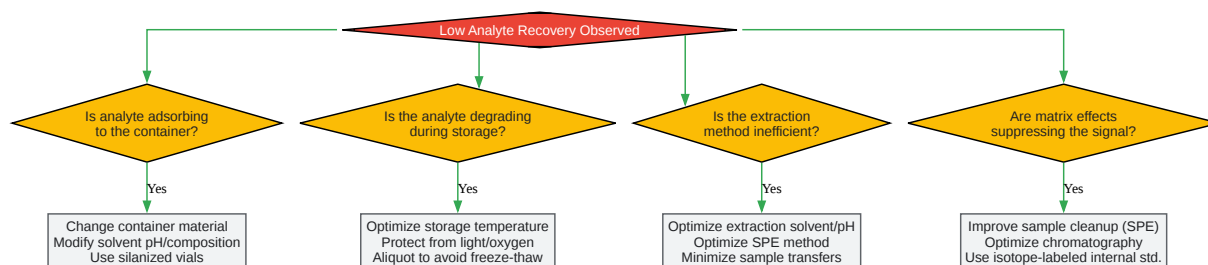 Low Analyte Recovery Observed
Is analyte adsorbing
to the container?
Is the analyte degrading
during storage?
Is the extraction
method inefficient?
Are matrix effects
suppressing the signal?
Yes
Yes
Yes
Yes
Change container material
Modify solvent pH/composition
Use silanized vials
Optimize storage temperature
Protect from light/oxygen
Aliquot to avoid freeze-thaw
Optimize extraction solvent/pH
Optimize SPE method
Minimize sample transfers
Improve sample cleanup (SPE)
Optimize chromatography
Use isotope-labeled internal std.